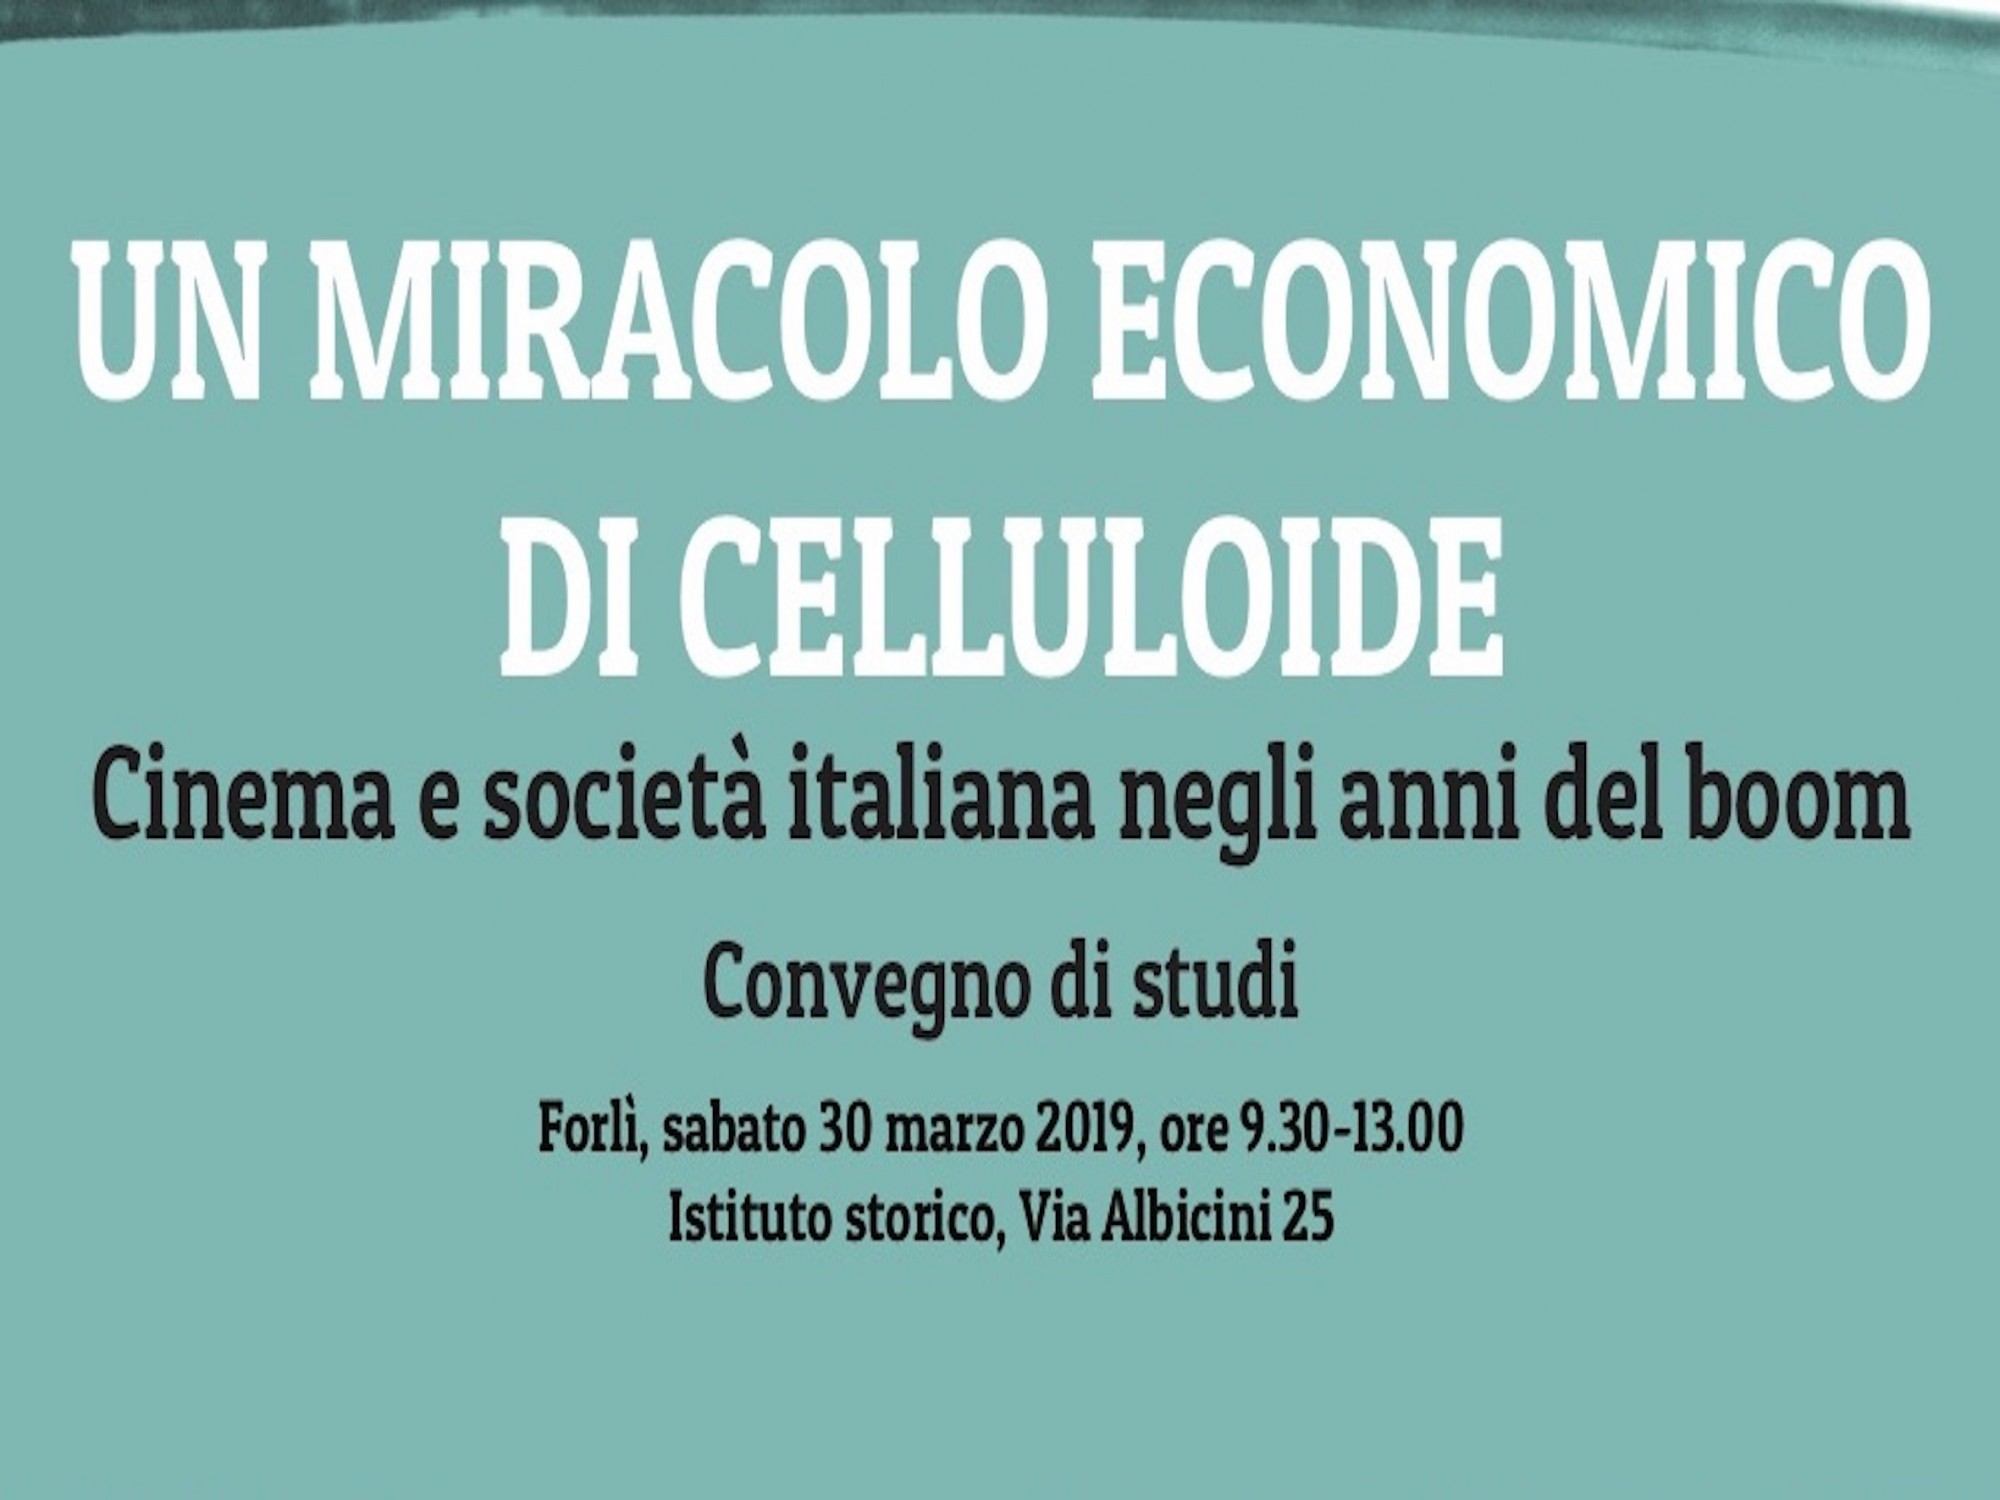 UN MIRACOLO ECONOMICO
DI CELLULOIDE
Cinema e società italiana negli anni del boom
Convegno di studi
Forlì, sabato 30 marzo 2019, ore 9.30-13.00
Istituto storico, Via Albicini 25